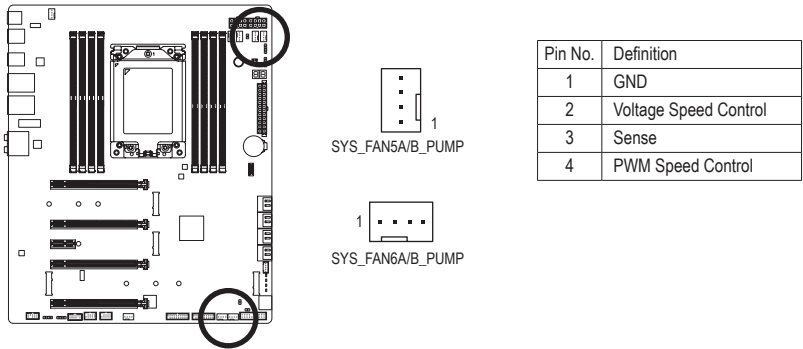 1
SYS_FAN5A/B_PUMP
1
SYS_FAN6A/B_PUMP
Pin No. Definition
1 GND
2 Voltage Speed Control
3 Sense
4 PWM Speed Control